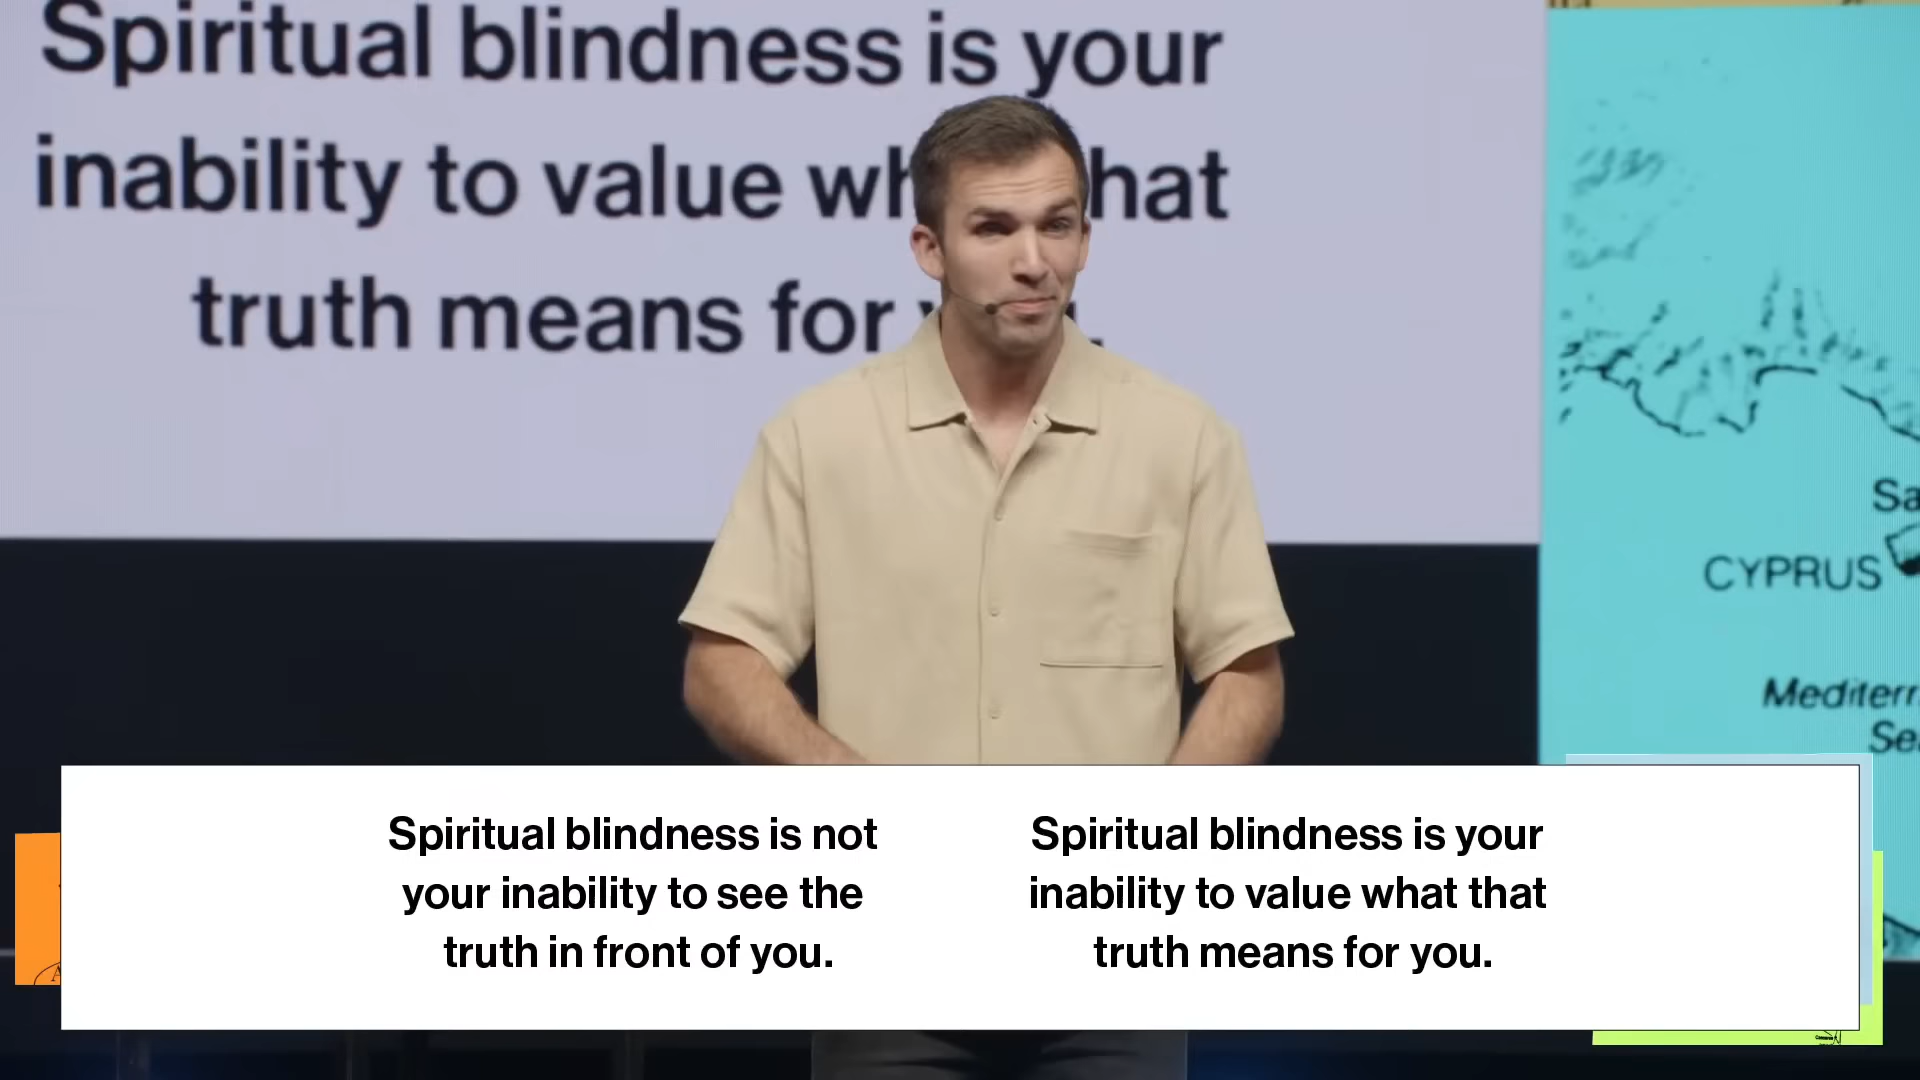 Spiritual blindness is your
inability to value that
truth means for
Sa
CYPRUS
Mediterr
Se
Spiritual blindness is not
your inability to see the
truth in front of you.
Spiritual blindness is your
inability to value what that
truth means for you.